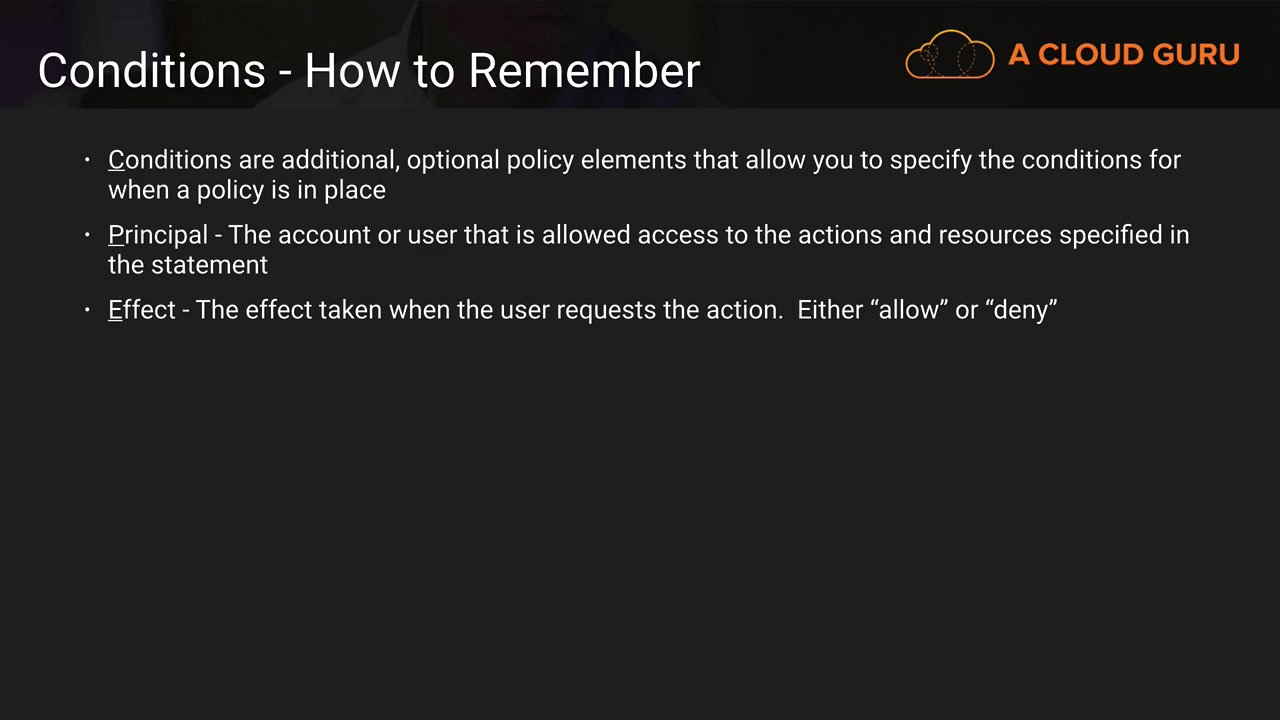 Conditions - How to Remember
A CLOUD GURU
· Conditions are additional, optional policy elements that allow you to specify the conditions for
when a policy is in place
· Principal - The account or user that is allowed access to the actions and resources specified in
the statement
· Effect - The effect taken when the user requests the action.  Either “allow” or “deny”